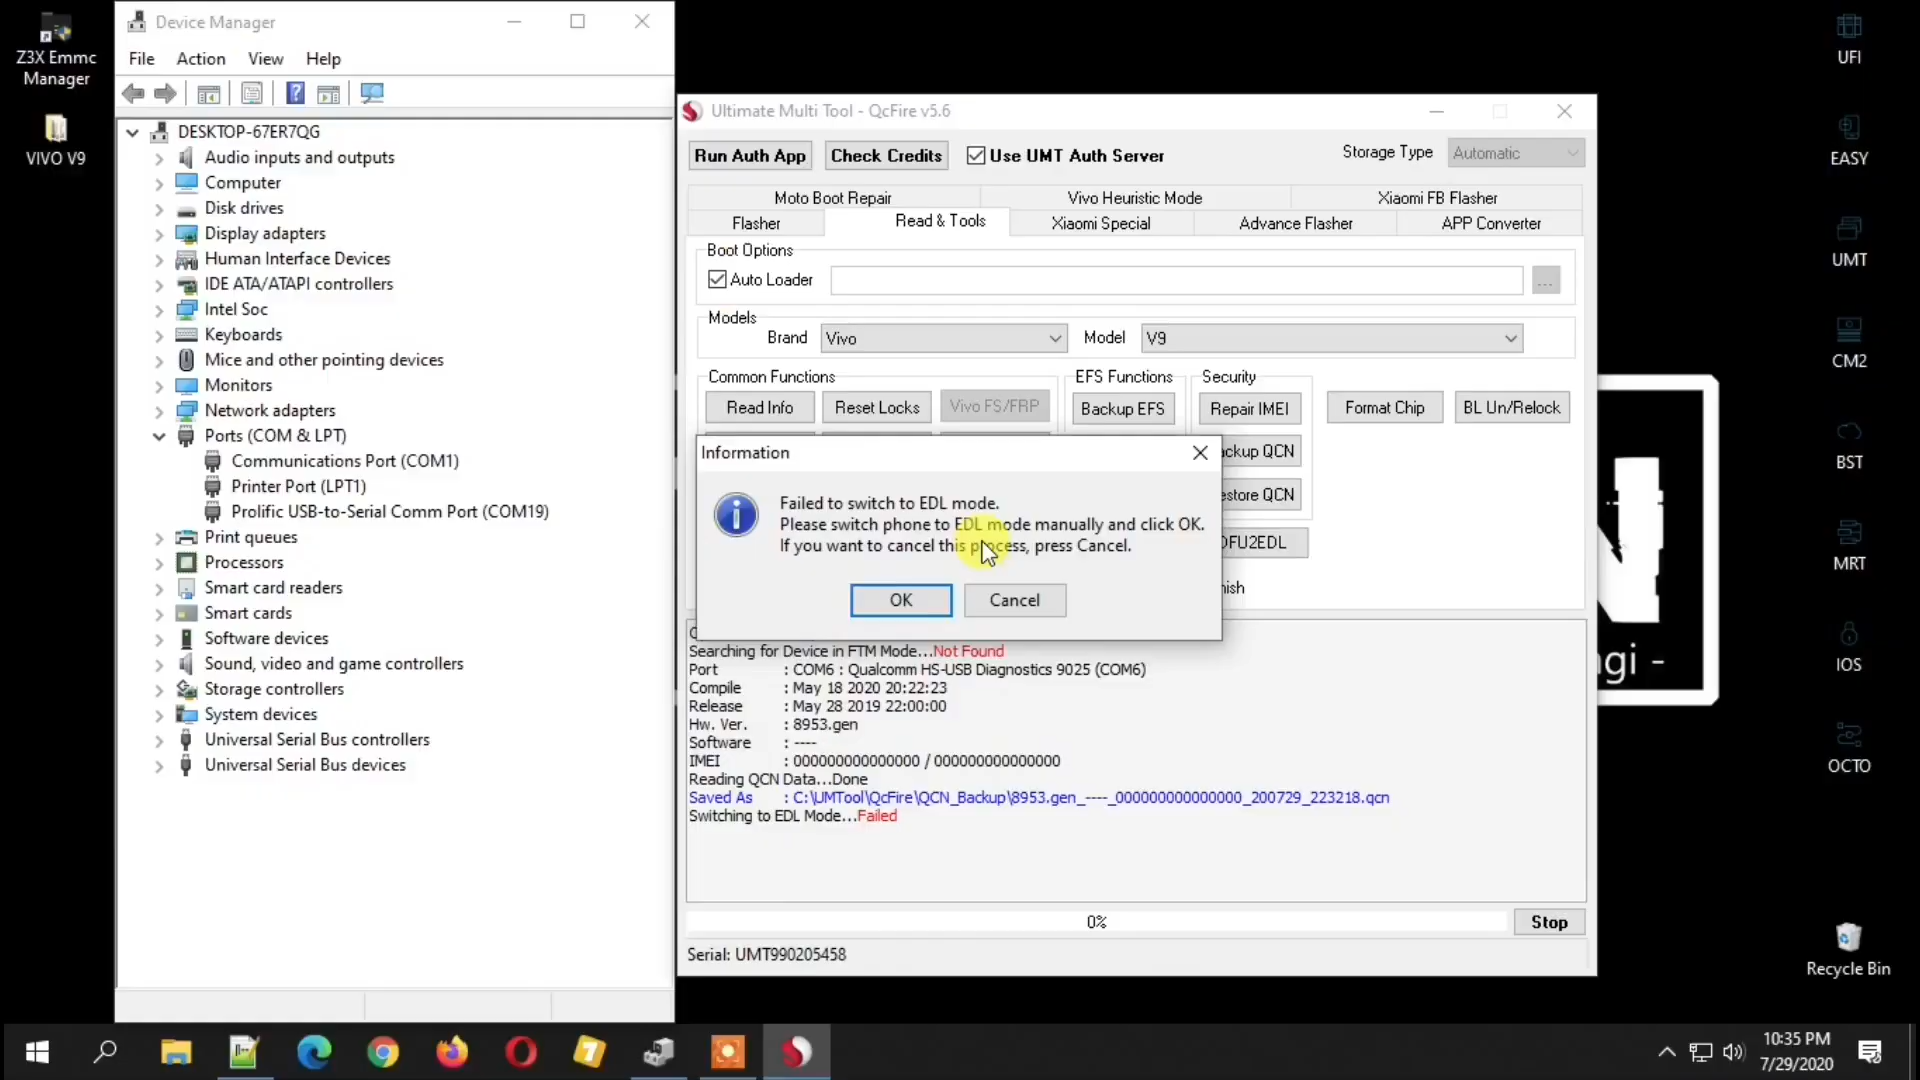 Z3X Emmc
Manager
VIVO V9
Device Manager
File Action View Help
DESKTOP-67ER7QG
Audio inputs and outputs
Computer
Disk drives
Display adapters
Human Interface Devices
IDE ATA/ATAPI controllers
Intel Soc
Keyboards
Mice and other pointing devices
Monitors
Network adapters
Ports (COM & LPT)
Communications Port (COM1)
Printer Port (LPT1)
Prolific USB-to-Serial Comm Port (COM19)
Print queues
Processors
Smart card readers
Smart cards
Software devices
Sound, video and game controllers
Storage controllers
System devices
Universal Serial Bus controllers
Universal Serial Bus devices
Ultimate Multi Tool - QcFire v5.6
Run Auth App Check Credits Use UMT Auth Server Storage Type Automatic
Moto Boot Repair Vivo Heuristic Mode Xiaomi FB Flasher
Flasher Read & Tools Xiaomi Special Advance Flasher APP Converter
Boot Options
Auto Loader ...
Models
Brand Vivo Model V9
Common Functions EFS Functions Security
Read Info Reset Locks Vivo FS/FRP Backup EFS Repair IMEI Format Chip BL Un/Relock
ackup QCN
estore QCN
DFU2EDL
Information
Failed to switch to EDL mode.
Please switch phone to EDL mode manually and click OK.
If you want to cancel this process, press Cancel.
OK Cancel
Searching for Device in FTM Mode...Not Found
Port : COM6 : Qualcomm HS-USB Diagnostics 9025 (COM6)
Compile : May 18 2020 20:22:23
Release : May 28 2019 22:00:00
Hw. Ver. : 8953.gen
Software : ----
IMEI : 000000000000000 / 000000000000000
Reading QCN Data...Done
Saved As : C:\UMTool\QcFire\QCN_Backup\8953.gen_----_000000000000000_200729_223218.qcn
Switching to EDL Mode...Failed
0% Stop
Serial: UMT990205458
gi -
UFI
EASY
UMT
CM2
BST
MRT
IOS
OCTO
Recycle Bin
10:35 PM
7/29/2020